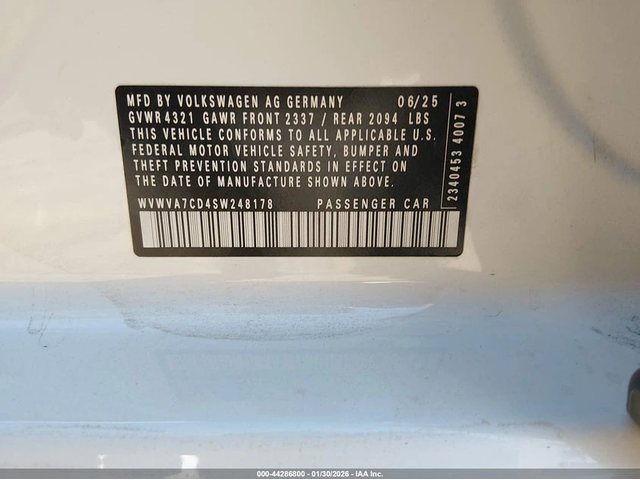 MFD BY VOLKSWAGEN AG GERMANY 06/25
GVWR 4321 GAWR FRONT 2337 / REAR 2094 LBS
THIS VEHICLE CONFORMS TO ALL APPLICABLE U.S.
FEDERAL MOTOR VEHICLE SAFETY, BUMPER AND
THEFT PREVENTION STANDARDS IN EFFECT ON
THE DATE OF MANUFACTURE SHOWN ABOVE.
WVWVA7CD4SW248178 PASSENGER CAR
2340453 4007 3
000-44286800 - 01/30/2026 - IAA Inc.